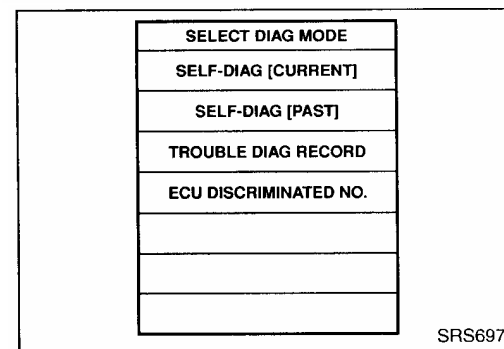 SELECT DIAG MODE
SELF-DIAG [CURRENT]
SELF-DIAG [PAST]
TROUBLE DIAG RECORD
ECU DISCRIMINATED NO.
SRS697